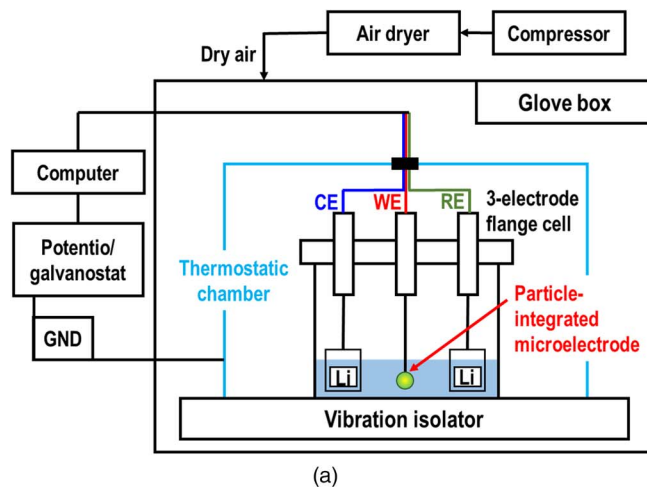 Air dryer
Compressor
Dry air
Glove box
Computer
CE
WE
RE
3-electrode
flange cell
Potentio/
galvanostat
Thermostatic
chamber
Particle-
integrated
microelectrode
GND
Li
Li
Vibration isolator
(a)